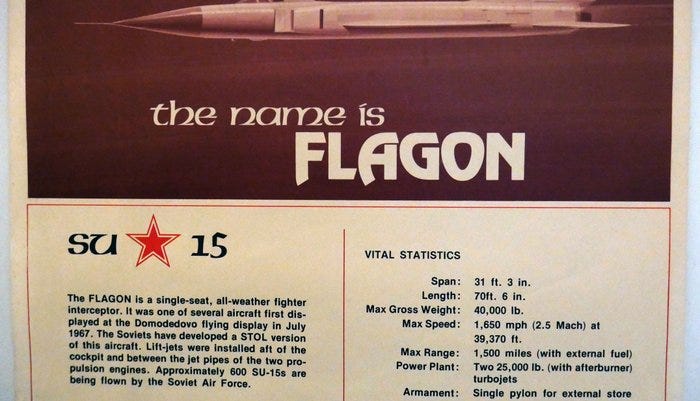 the name is
FLAGON
SU 15
The FLAGON is a single-seat, all-weather fighter
interceptor. It was one of several aircraft first dis-
played at the Domodedovo flying display in July
1967. The Soviets have developed a STOL version
of this aircraft. Lift-jets were installed aft of the
cockpit and between the jet pipes of the two pro-
pulsion engines. Approximately 600 SU-15s are
being flown by the Soviet Air Force.
VITAL STATISTICS
Span: 31 ft. 3 in.
Length: 70ft. 6 in.
Max Gross Weight: 40,000 lb.
Max Speed: 1,650 mph (2.5 Mach) at
39,370 ft.
Max Range: 1,500 miles (with external fuel)
Power Plant: Two 25,000 lb. (with afterburner)
turbojets
Armament: Single pylon for external store